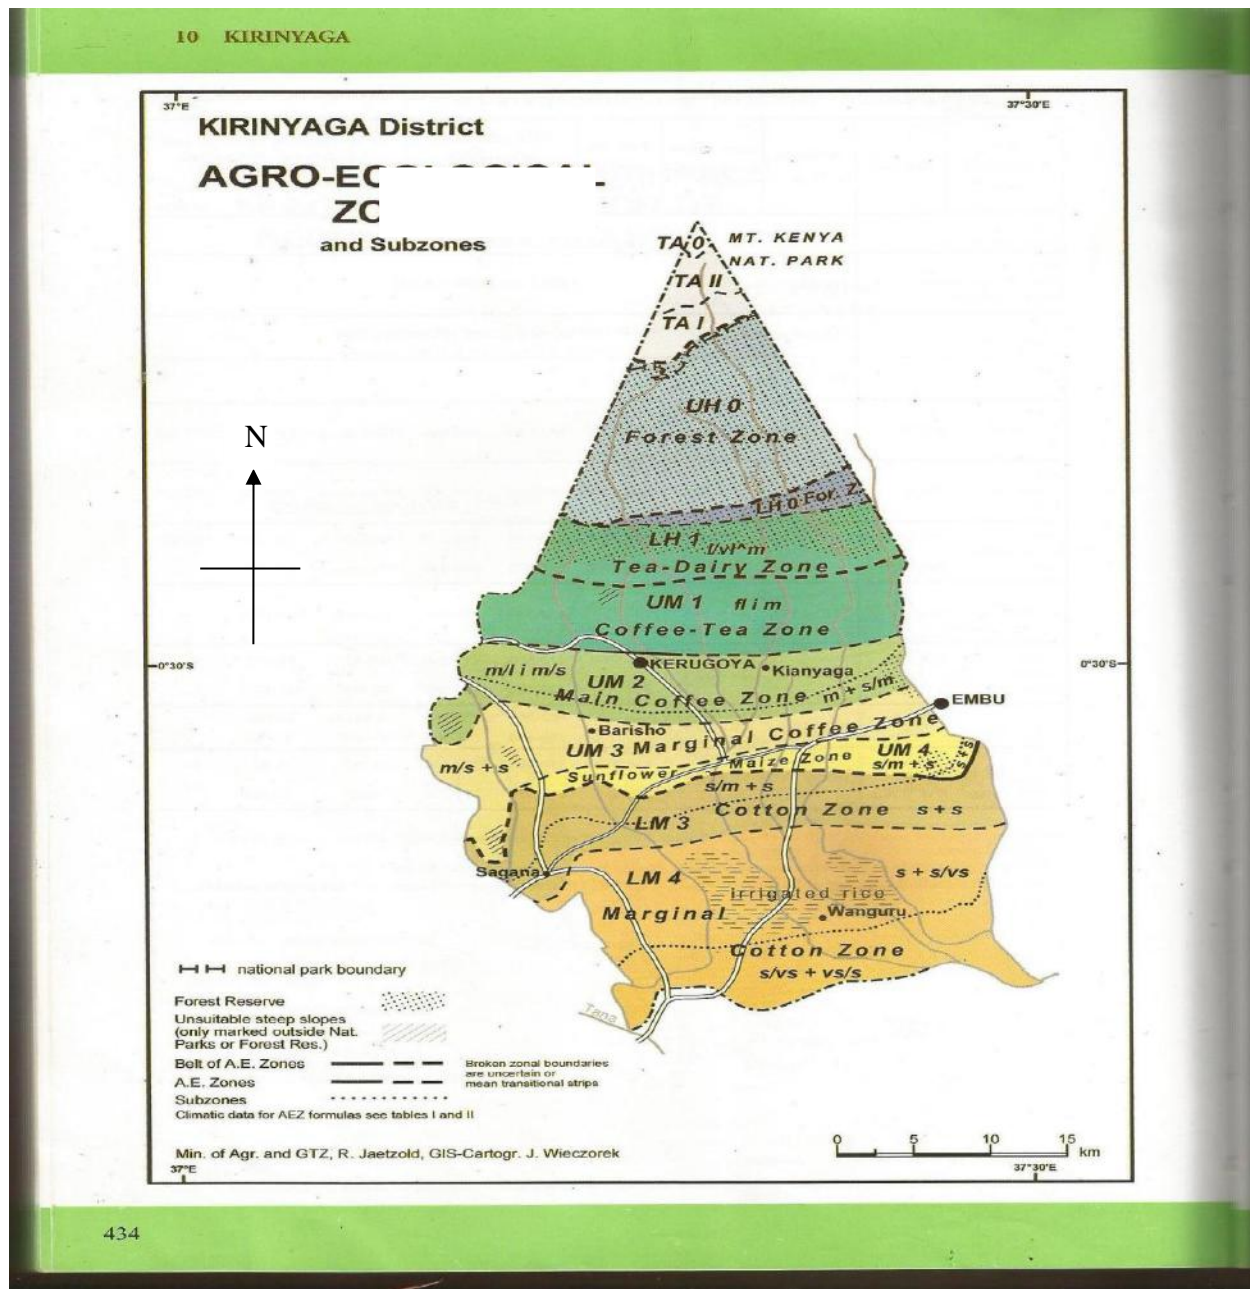 10 KIRINYAGA
37°E
37°30'E
KIRINYAGA District
AGRO-EC
ZO
and Subzones
TA 0
MT. KENYA
NAT. PARK
TA II
TA I
UH 0
Forest Zone
N
LH 0 For. Z.
LH 1
Tea-Dairy Zone
UM 1
Coffee-Tea Zone
0°30'S
m/l i m/s
KERUGOYA
Kianyaga
0°30'S
UM 2
Main Coffee Zone
m + s/m
EMBU
Barisho
UM 3 Marginal Coffee Zone
UM 4
m/s + s
Sunflower
Maize Zone
s/m + s
s + s
s/m + s
Cotton Zone
s + s
LM 3
Sagana
LM 4
s + s/vs
irrigated rice
Marginal
Wanguru
Cotton Zone
s/vs + vs/s
national park boundary
Forest Reserve
Unsuitable steep slopes
(only marked outside Nat.
Parks or Forest Res.)
Tana
Belt of A.E. Zones
Broken zonal boundaries
are uncertain or
mean transitional strips
A.E. Zones
Subzones
Climatic data for AEZ formulas see tables I and II
0 5 10 15
km
Min. of Agr. and GTZ, R. Jaetzold, GIS-Cartogr. J. Wieczorek
37°E
37°30'E
434